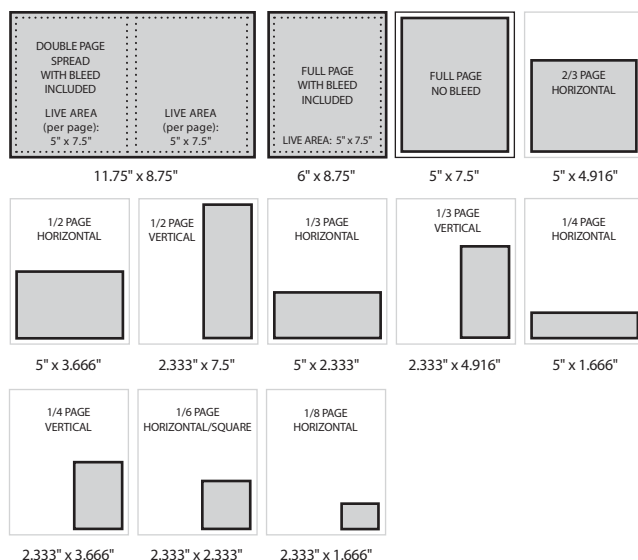 DOUBLE PAGE
SPREAD
WITH BLEED
INCLUDED
LIVE AREA
(per page):
5" x 7.5"
LIVE AREA
(per page):
5" x 7.5"
11.75" x 8.75"
FULL PAGE
WITH BLEED
INCLUDED
LIVE AREA: 5" x 7.5"
6" x 8.75"
FULL PAGE
NO BLEED
5" x 7.5"
2/3 PAGE
HORIZONTAL
5" x 4.916"
1/2 PAGE
HORIZONTAL
5" x 3.666"
1/2 PAGE
VERTICAL
2.333" x 7.5"
1/3 PAGE
HORIZONTAL
5" x 2.333"
1/3 PAGE
VERTICAL
2.333" x 4.916"
1/4 PAGE
HORIZONTAL
5" x 1.666"
1/4 PAGE
VERTICAL
2.333" x 3.666"
1/6 PAGE
HORIZONTAL/SQUARE
2.333" x 2.333"
1/8 PAGE
HORIZONTAL
2.333" x 1.666"